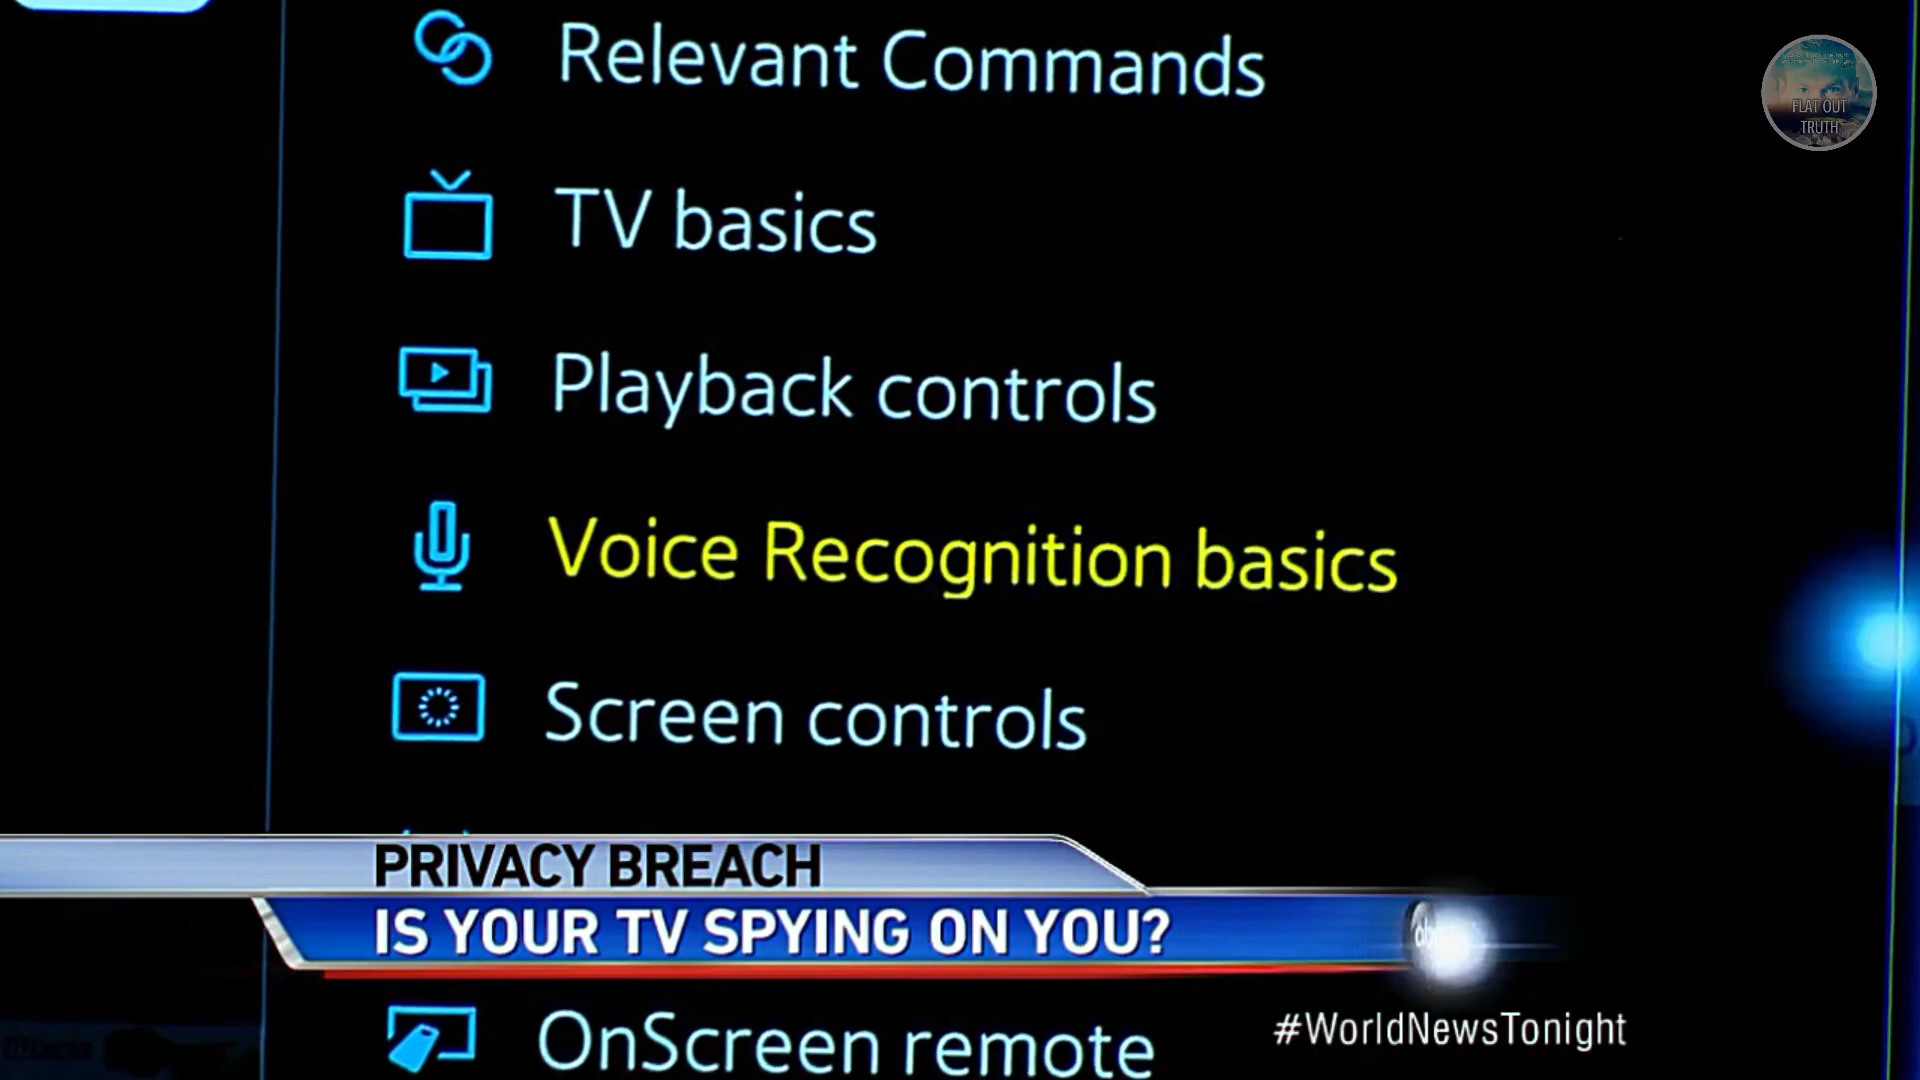 Relevant Commands
FLAT OUT
TRUTH
TV basics
Playback controls
Voice Recognition basics
Screen controls
PRIVACY BREACH
IS YOUR TV SPYING ON YOU?
OnScreen remote
#WorldNewsTonight